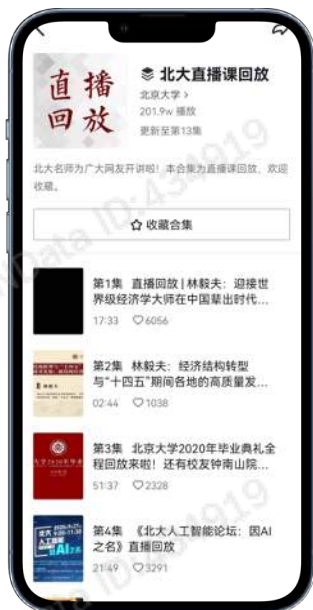 直播
回放
北大直播课回放
北京大学 >
201.9w 播放
更新至第13集
北大名师为广大网友开讲啦！本合集为直播课回放，欢迎
收藏。
☆ 收藏合集
第1集 直播回放 | 林毅夫：迎接世
界级经济学大师在中国辈出时代...
17:33 ♡6056
第2集 林毅夫：经济结构转型
与“十四五”期间各地的高质量发...
02:44 ♡1038
第3集 北京大学2020年毕业典礼全
程回放来啦！还有校友钟南山院...
51:37 ♡2328
第4集 《北大人工智能论坛：因AI
之名》直播回放
21:49 ♡3291